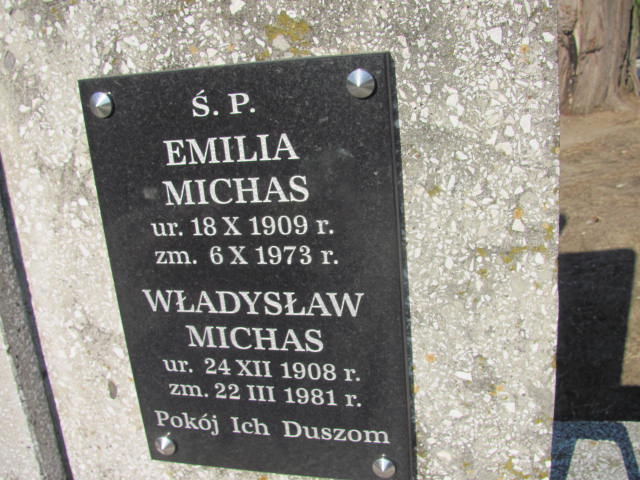 Ś. P.
EMILIA
MICHAS
ur. 18 X 1909 r.
zm. 6 X 1973 r.
WŁADYSŁAW
MICHAS
ur. 24 XII 1908 r.
zm. 22 III 1981 r.
Pokój Ich Duszom